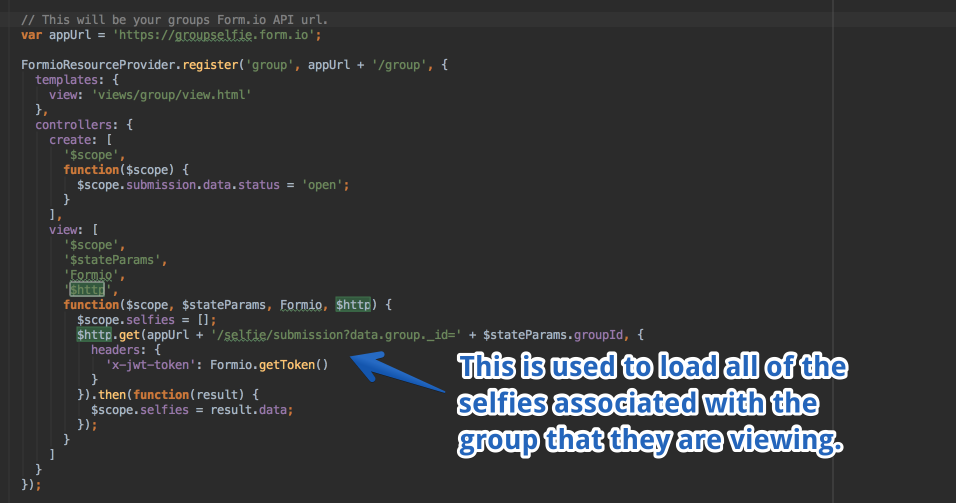 // This will be your groups Form.io API url.
var appUrl = 'https://groupselfie.form.io';
FormioResourceProvider.register('group', appUrl + '/group', {
templates: {
view: 'views/group/view.html'
},
controllers: {
create: [
'$scope',
function($scope) {
$scope.submission.data.status = 'open';
}
],
view: [
'$scope',
'$stateParams',
'Formio',
'$http',
function($scope, $stateParams, Formio, $http) {
$scope.selfies = [];
$http.get(appUrl + '/selfie/submission?data.group._id=' + $stateParams.groupId, {
headers: {
'x-jwt-token': Formio.getToken()
}
}).then(function(result) {
$scope.selfies = result.data;
});
}
]
}
});
This is used to load all of the
selfies associated with the
group that they are viewing.